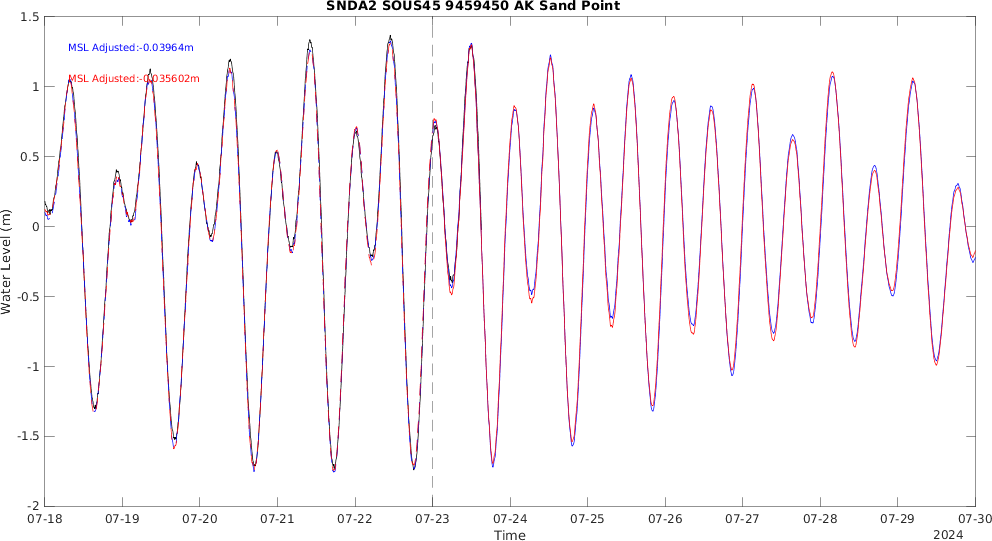 SNDA2 SOUS45 9459450 AK Sand Point
1.5
MSL Adjusted:-0.03964m
MSL Adjusted:-0.035602m
1
0.5
0
-0.5
-1
-1.5
-2
Water Level (m)
07-18 07-19 07-20 07-21 07-22 07-23 07-24 07-25 07-26 07-27 07-28 07-29 07-30
Time
2024